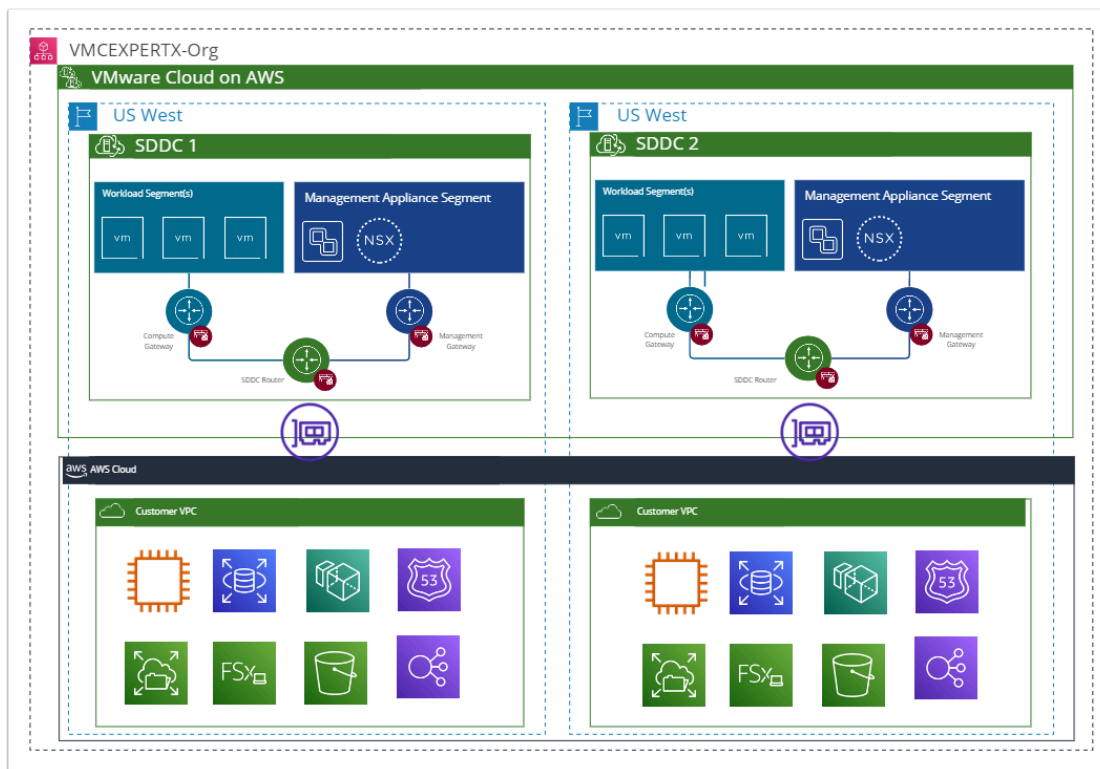 VMCEXPERTX-Org
VMware Cloud on AWS
US West
SDDC 1
Workload Segment(s)
vm
vm
vm
Management Appliance Segment
NSX
Compute
Gateway
Management
Gateway
SDDC Router
US West
SDDC 2
Workload Segment(s)
vm
vm
vm
Management Appliance Segment
NSX
Compute
Gateway
Management
Gateway
SDDC Router
aws AWS Cloud
Customer VPC
53
FSx
Customer VPC
53
FSx